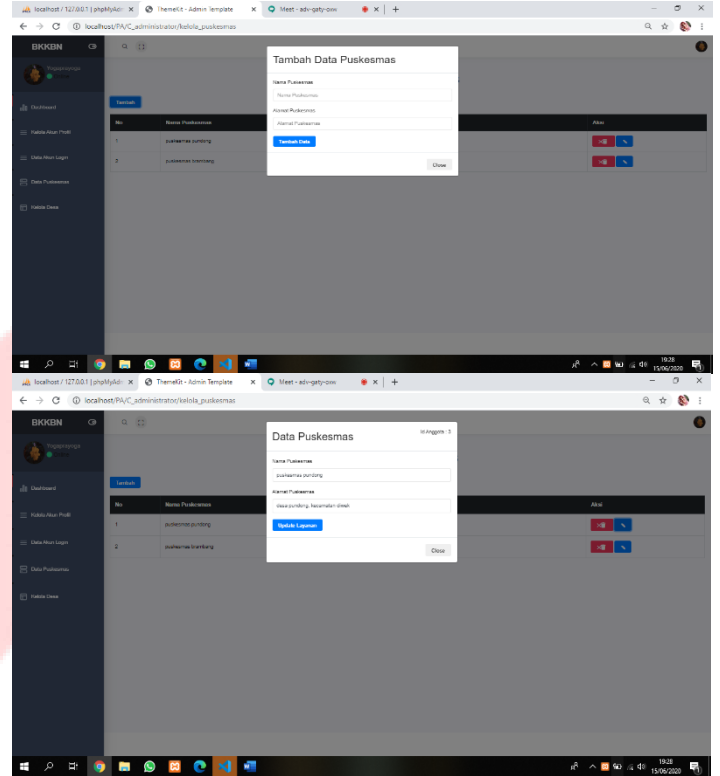 localhost / 127.0.0.1 | phpMyAdr
ThemeKit - Admin Template
Meet - adv-gaty-oxw
localhost/PA/C_administrator/kelola_puskesmas
BKKBN
Tambah Data Puskesmas
Nama Puskesmas
Nama Puskesmas
Alamat Puskesmas
Alamat Puskesmas
Tambah Data
Close
Dashboard
Tambah
No
Nama Puskesmas
Aksi
Kelola Akun Profil
1
puskesmas pundong
Data Akun Login
2
puskesmas bramkang
Data Puskesmas
Kelola Desa
19:28
15/06/2020
localhost / 127.0.0.1 | phpMyAdr
ThemeKit - Admin Template
Meet - adv-gaty-oxw
localhost/PA/C_administrator/kelola_puskesmas
BKKBN
Data Puskesmas
Id Anggota : 3
Nama Puskesmas
puskesmas pundong
Alamat Puskesmas
desa pundong, kecamatan diwek
Update Layanan
Close
Dashboard
Tambah
No
Nama Puskesmas
Aksi
Kelola Akun Profil
1
puskesmas pundong
Data Akun Login
2
puskesmas bramkang
Data Puskesmas
Kelola Desa
19:28
15/06/2020